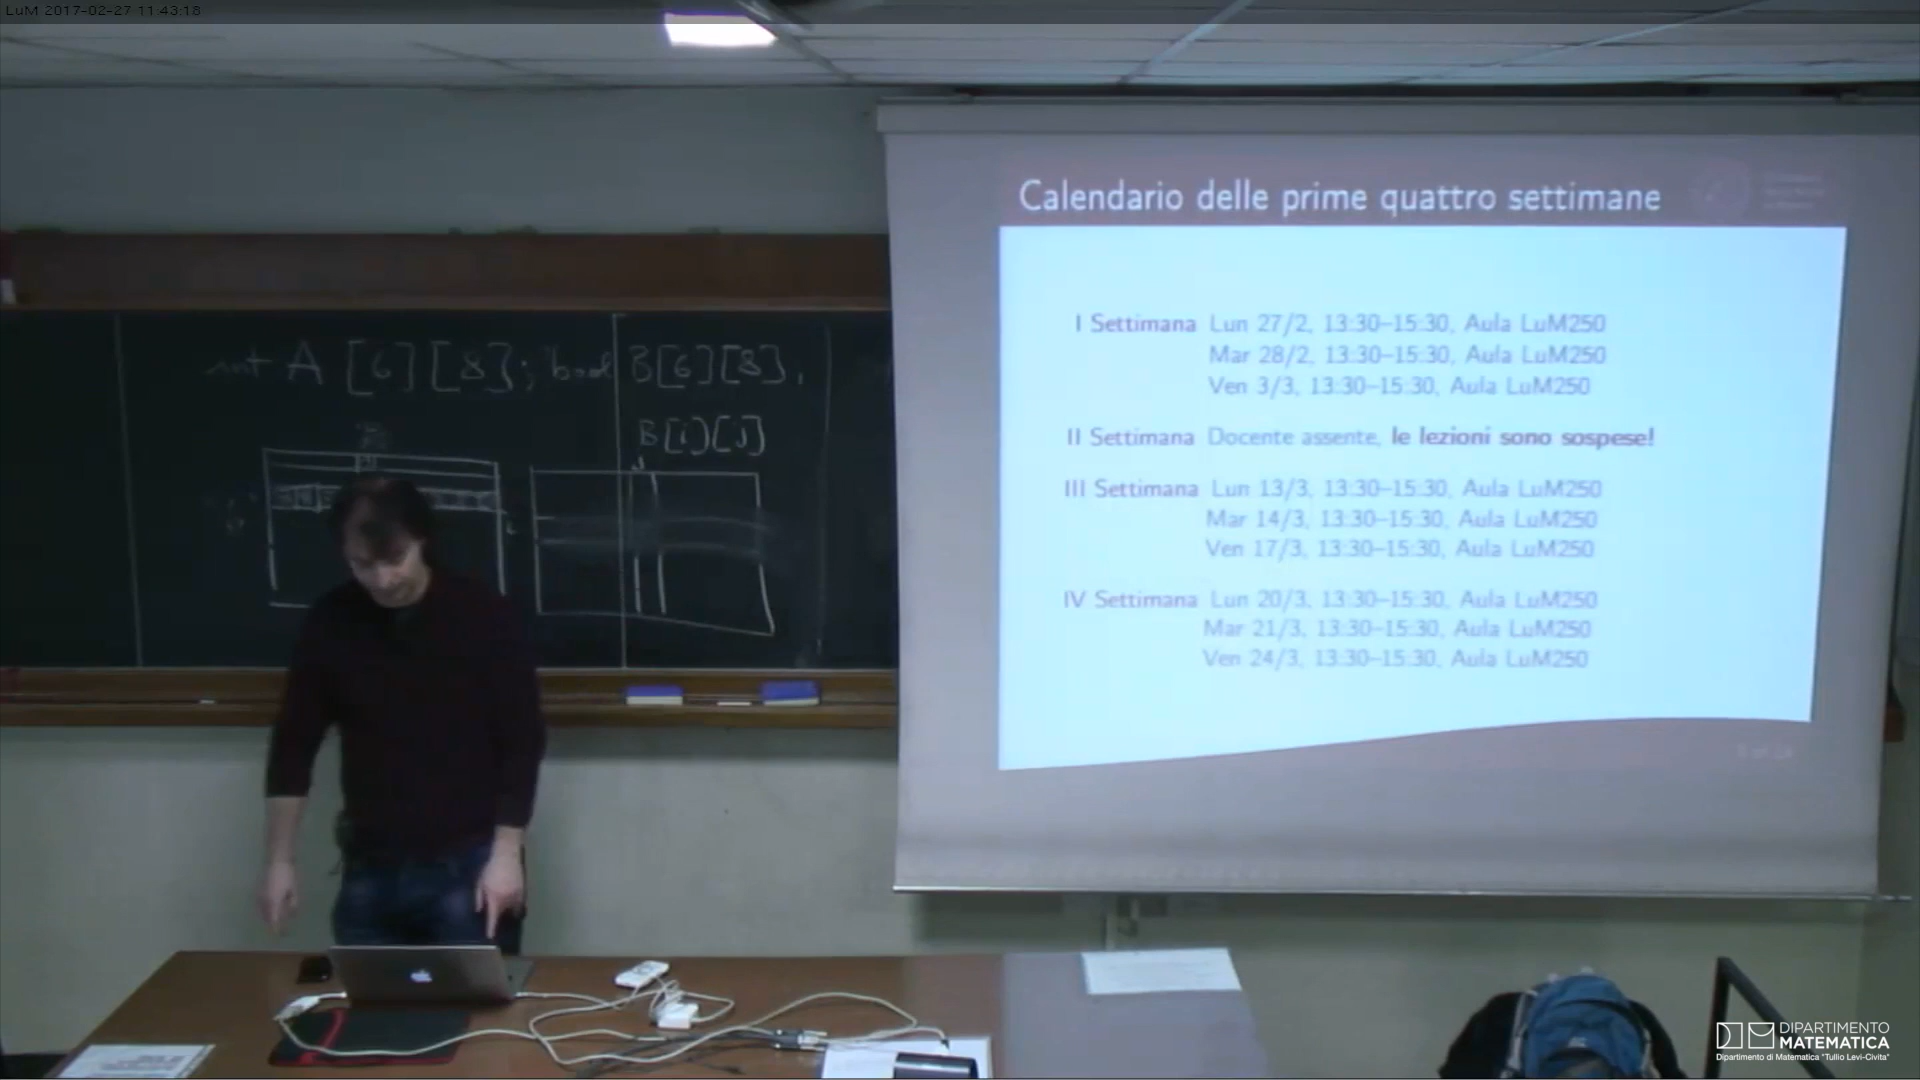 LuM 2017-02-27 11:43:18
int A [6][8]; bool B[6][8],
B[i][j]
Calendario delle prime quattro settimane
I Settimana Lun 27/2, 13:30–15:30, Aula LuM250
Mar 28/2, 13:30–15:30, Aula LuM250
Ven 3/3, 13:30–15:30, Aula LuM250
II Settimana Docente assente, le lezioni sono sospese!
III Settimana Lun 13/3, 13:30–15:30, Aula LuM250
Mar 14/3, 13:30–15:30, Aula LuM250
Ven 17/3, 13:30–15:30, Aula LuM250
IV Settimana Lun 20/3, 13:30–15:30, Aula LuM250
Mar 21/3, 13:30–15:30, Aula LuM250
Ven 24/3, 13:30–15:30, Aula LuM250
DIPARTIMENTO
MATEMATICA
Dipartimento di Matematica "Tullio Levi-Civita"